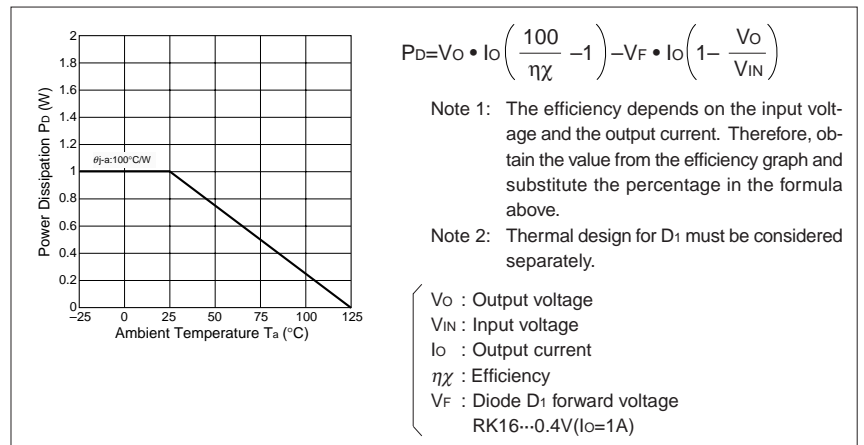 2
1.8
1.6
1.4
1.2
1
0.8
0.6
0.4
0.2
0
–25 0 25 50 75 100 125
Power Dissipation PD (W)
θj-a:100°C/W
Ambient Temperature Ta (°C)
PD=VO • IO( 100/ηχ –1 )–VF • IO(1– VO/VIN)
Note 1: The efficiency depends on the input volt-
age and the output current. Therefore, ob-
tain the value from the efficiency graph and
substitute the percentage in the formula
above.
Note 2: Thermal design for D1 must be considered
separately.
VO : Output voltage
VIN : Input voltage
IO : Output current
ηχ : Efficiency
VF : Diode D1 forward voltage
RK16···0.4V(IO=1A)